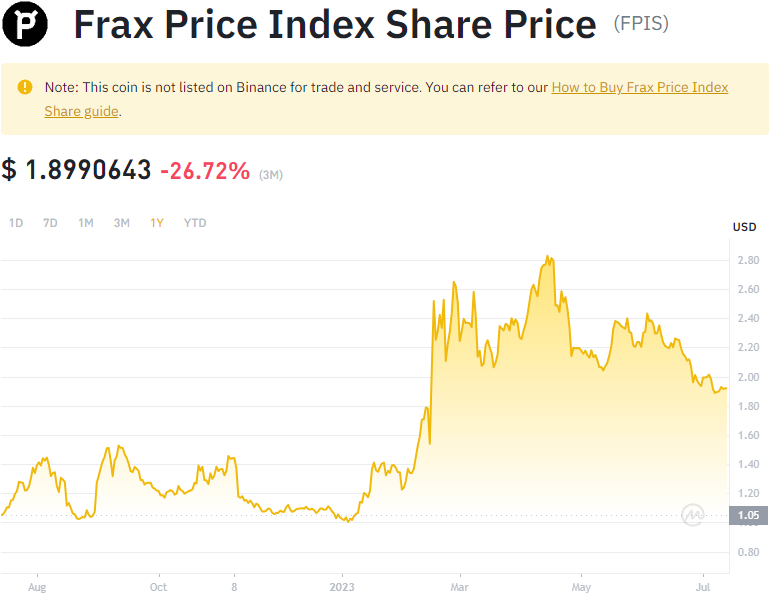 Frax Price Index Share Price (FPIS)
Note: This coin is not listed on Binance for trade and service. You can refer to our How to Buy Frax Price Index
Share guide.
$ 1.8990643 -26.72% (3M)
1D 7D 1M 3M 1Y YTD
USD
2.80
2.60
2.40
2.20
2.00
1.80
1.60
1.40
1.20
1.05
0.80
Aug Oct 8 2023 Mar May Jul